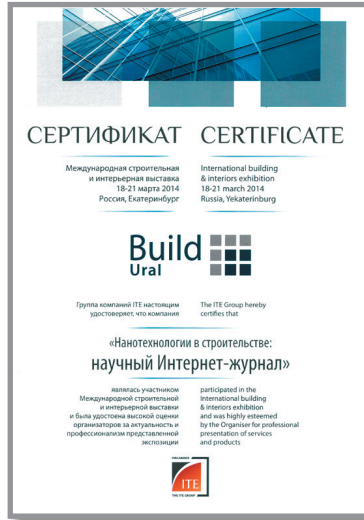 СЕРТИФИКАТ CERTIFICATE
Международная строительная
и интерьерная выставка
18-21 марта 2014
Россия, Екатеринбург
International building
& interiors exhibition
18-21 march 2014
Russia, Yekaterinburg
Build
Ural
Группа компаний ITE настоящим
удостоверяет, что компания
The ITE Group hereby
certifies that
«Нанотехнологии в строительстве:
научный Интернет-журнал»
являлась участником
Международной строительной
и интерьерной выставки
и была удостоена высокой оценки
организаторов за актуальность и
профессионализм представленной
экспозиции
participated in the
International building
& Interiors exhibition
and was highly esteemed
by the Organiser for professional
presentation of services
and products
ITE
THE ITE GROUP